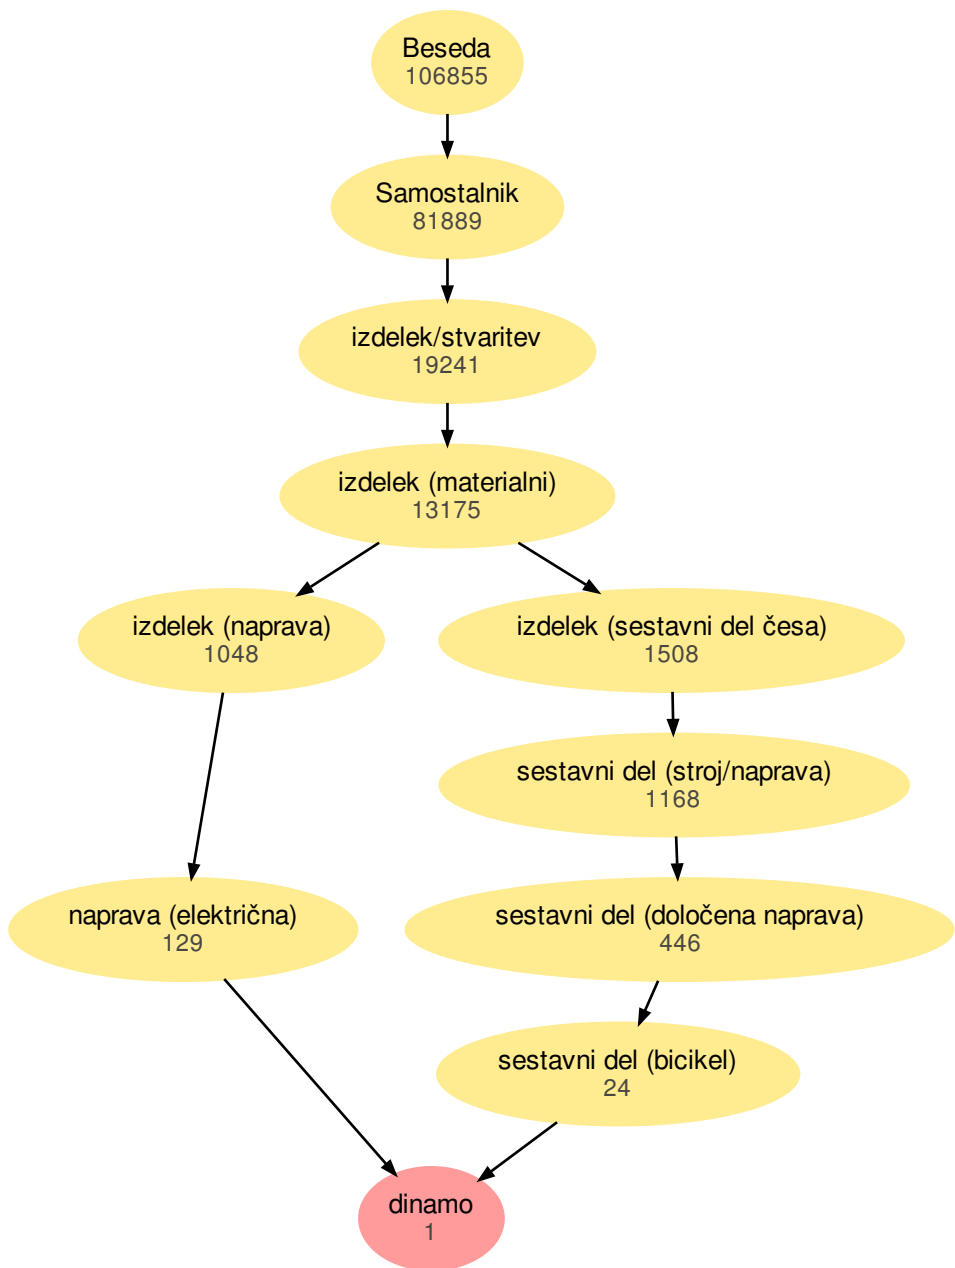 Beseda
106855
Samostalnik
81889
izdelek/stvaritev
19241
izdelek (materialni)
13175
izdelek (naprava)
1048
izdelek (sestavni del česa)
1508
sestavni del (stroj/naprava)
1168
naprava (električna)
129
sestavni del (določena naprava)
446
sestavni del (bicikel)
24
dinamo
1